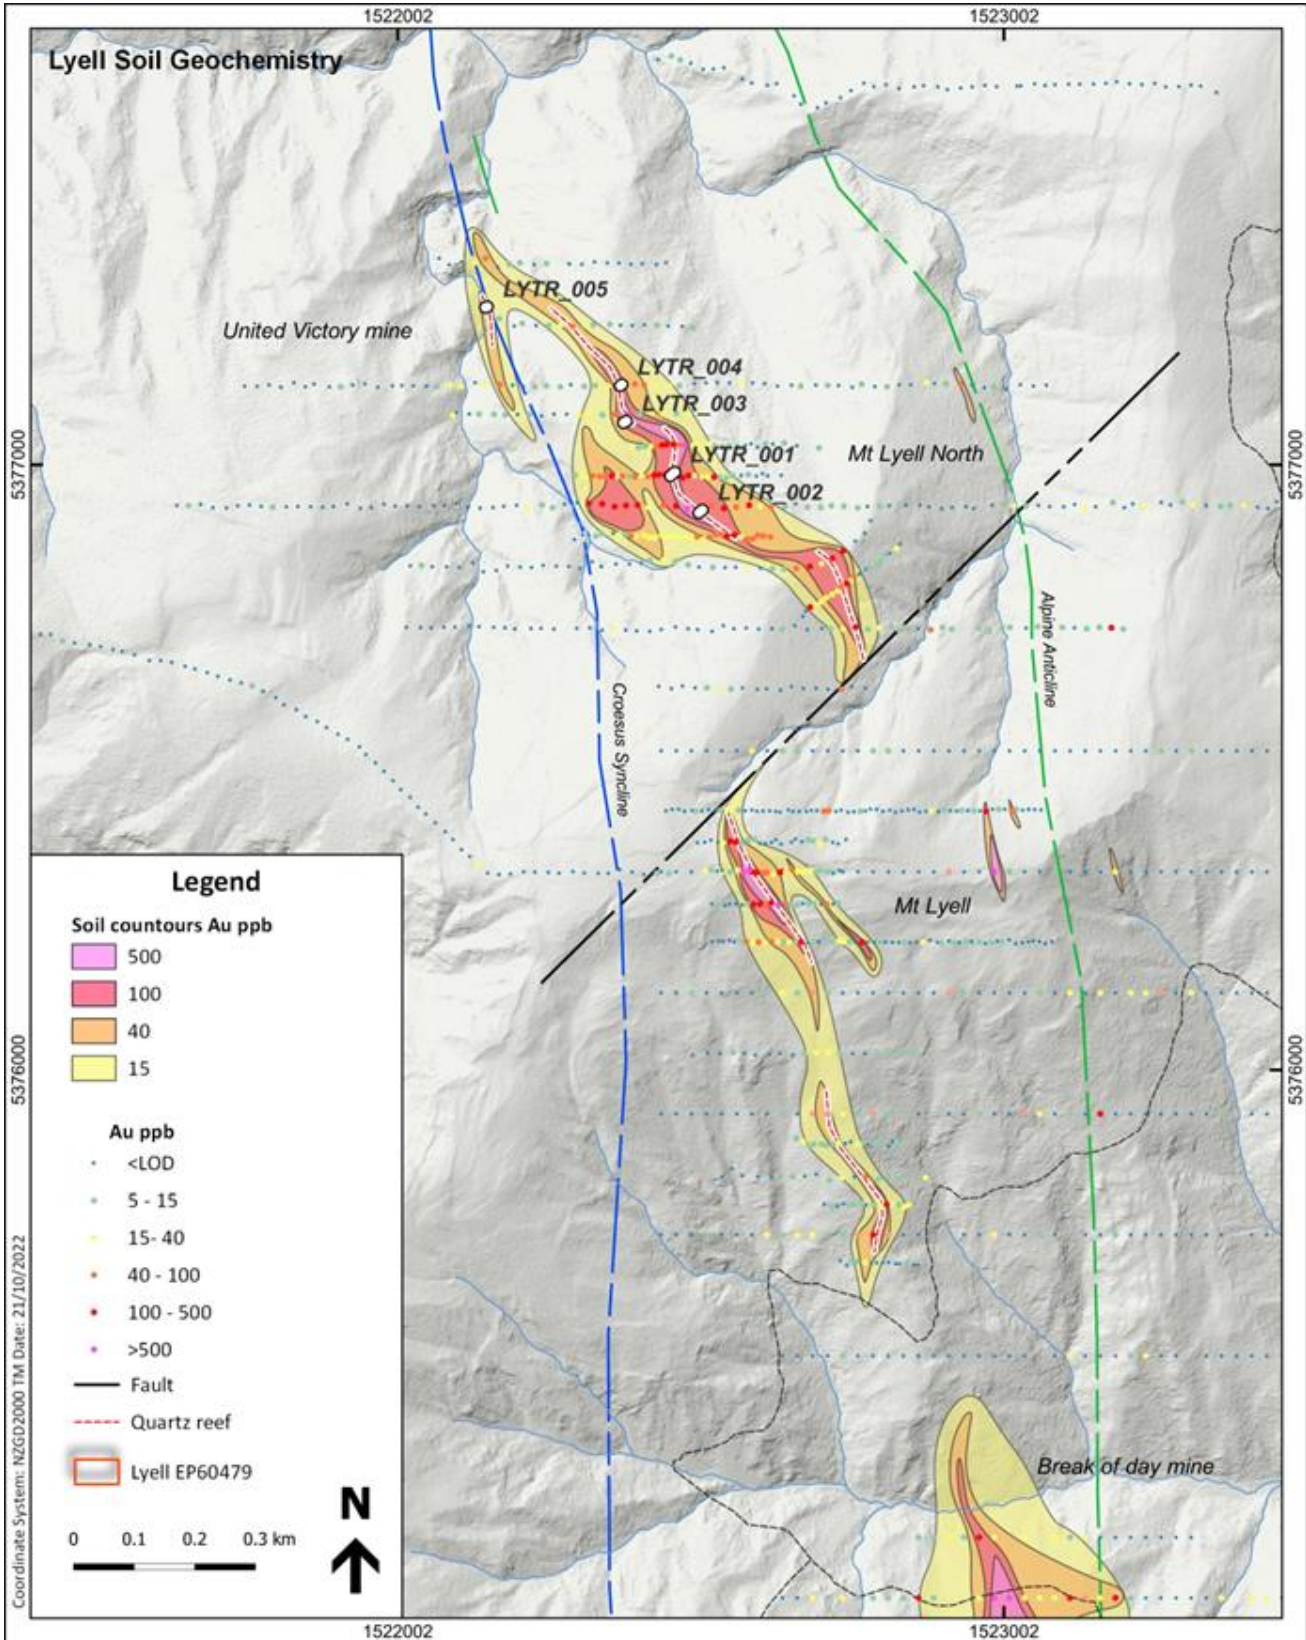 1522002
1523002
Lyell Soil Geochemistry
LYTR_005
United Victory mine
LYTR_004
LYTR_003
5377000
Mt Lyell North
5377000
LYTR_001
LYTR_002
Alpine Anticline
Croesus Syncline
Mt Lyell
Legend
Soil countours Au ppb
500
100
40
15
5376000
5376000
Au ppb
<LOD
5 - 15
15- 40
40 - 100
100 - 500
>500
Fault
Quartz reef
Lyell EP60479
Break of day mine
N
0 0.1 0.2 0.3 km
Coordinate System: NZGD2000 TM Date: 21/10/2022
1522002
1523002